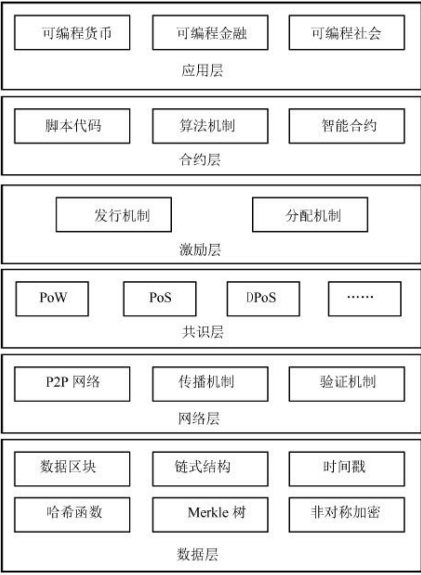 可编程货币 可编程金融 可编程社会
应用层
脚本代码 算法机制 智能合约
合约层
发行机制 分配机制
激励层
PoW PoS DPoS ……
共识层
P2P 网络 传播机制 验证机制
网络层
数据区块 链式结构 时间戳
哈希函数 Merkle 树 非对称加密
数据层